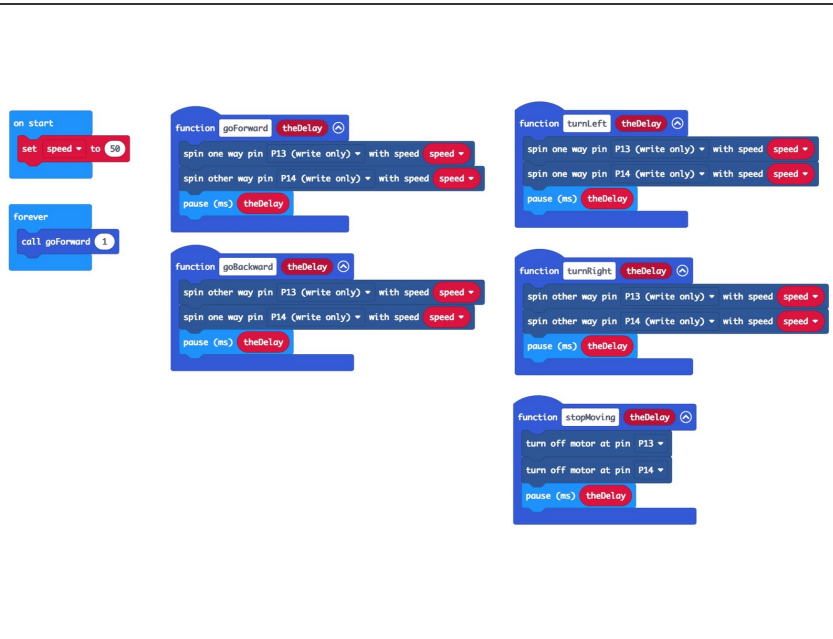 on start
set speed to 50
forever
call goForward 1
function goForward theDelay
spin one way pin P13 (write only) with speed speed
spin other way pin P14 (write only) with speed speed
pause (ms) theDelay
function goBackward theDelay
spin other way pin P13 (write only) with speed speed
spin one way pin P14 (write only) with speed speed
pause (ms) theDelay
function turnLeft theDelay
spin one way pin P13 (write only) with speed speed
spin one way pin P14 (write only) with speed speed
pause (ms) theDelay
function turnRight theDelay
spin other way pin P13 (write only) with speed speed
spin other way pin P14 (write only) with speed speed
pause (ms) theDelay
function stopMoving theDelay
turn off motor at pin P13
turn off motor at pin P14
pause (ms) theDelay